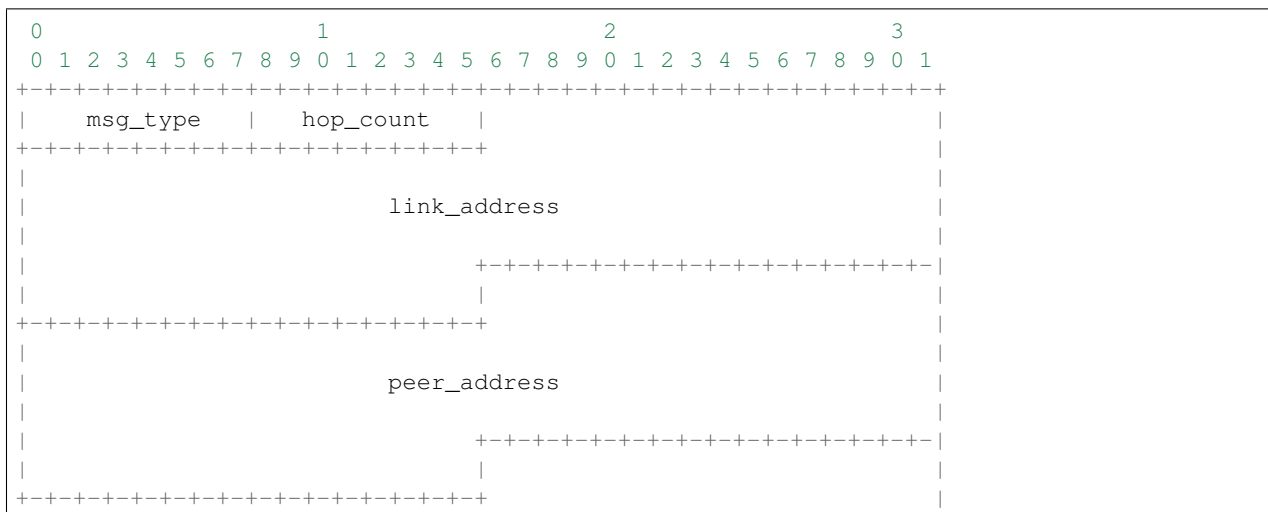 0                   1                   2                   3
 0 1 2 3 4 5 6 7 8 9 0 1 2 3 4 5 6 7 8 9 0 1 2 3 4 5 6 7 8 9 0 1
+-+-+-+-+-+-+-+-+-+-+-+-+-+-+-+-+-+-+-+-+-+-+-+-+-+-+-+-+-+-+-+-+
|    msg_type   |   hop_count   |                               |
+-+-+-+-+-+-+-+-+-+-+-+-+-+-+-+-+                               |
|                                                               |
|                         link_address                          |
|                                                               |
|                               +-+-+-+-+-+-+-+-+-+-+-+-+-+-+-+-|
|                               |                               |
+-+-+-+-+-+-+-+-+-+-+-+-+-+-+-+-+                               |
|                                                               |
|                         peer_address                          |
|                                                               |
|                               +-+-+-+-+-+-+-+-+-+-+-+-+-+-+-+-|
|                               |                               |
+-+-+-+-+-+-+-+-+-+-+-+-+-+-+-+-+                               |